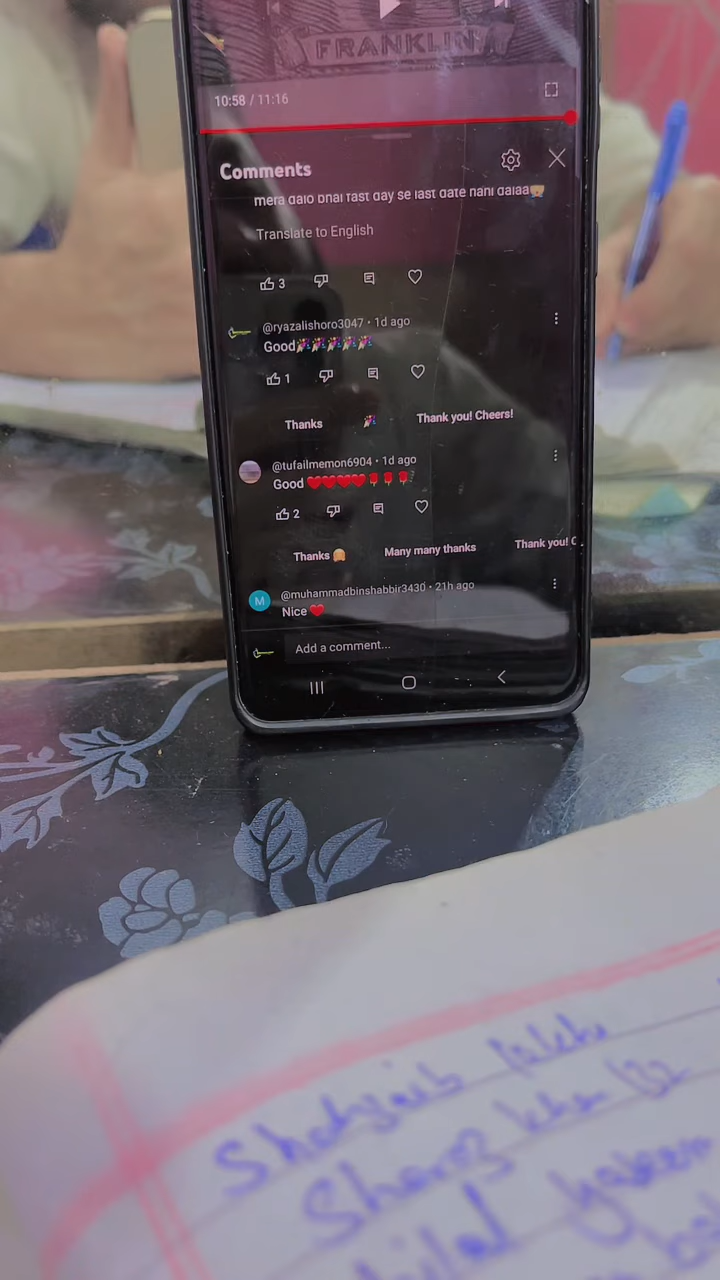 FRANKLIN
10:58 / 11:16
Comments
mera dalo bhai fast day se last date nahi dalaa😭
Translate to English
3
@ryazalishoro3047 • 1d ago
Good🎉🎉🎉🎉🎉
1
Thanks 🎉 Thank you! Cheers!
@tufailmemon6904 • 1d ago
Good ❤❤❤❤🌹🌹🌹
2
Thanks Many many thanks Thank you! C
M @muhammadbinshabbir3430 • 21h ago
Nice ❤
Add a comment...